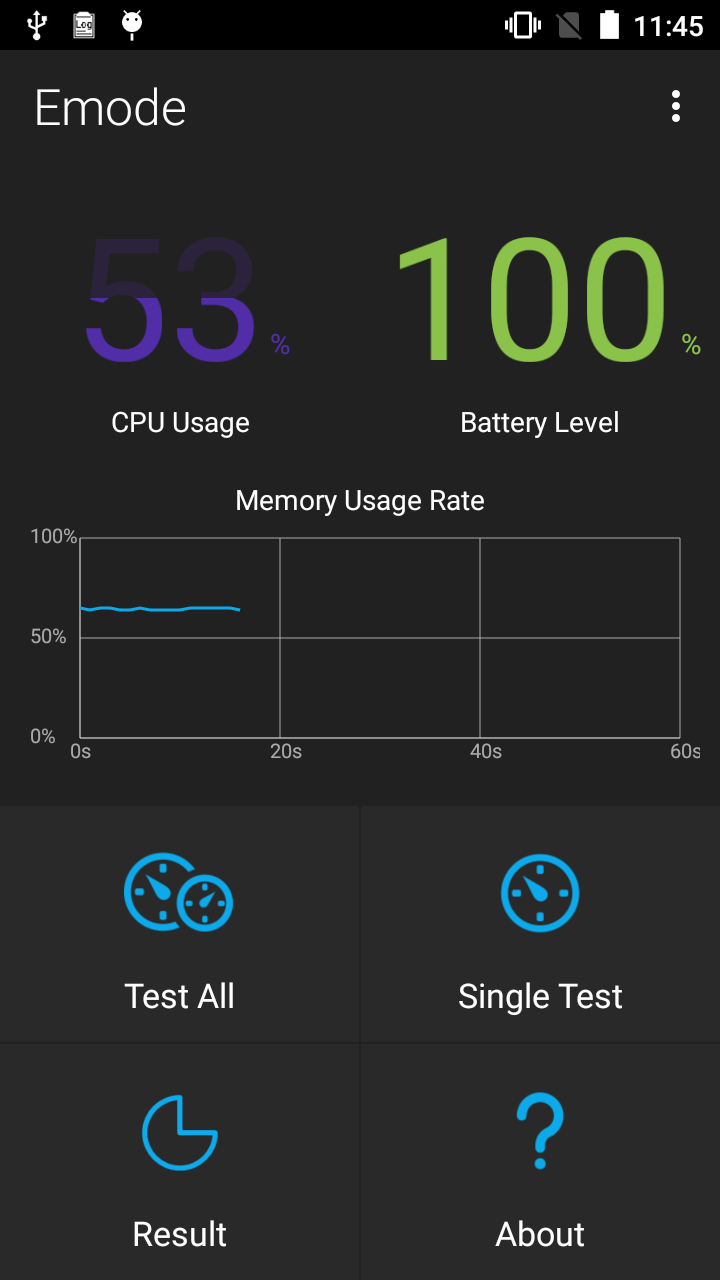 Log
11:45
Emode
53 %
100 %
CPU Usage
Battery Level
Memory Usage Rate
100%
50%
0%
0s
20s
40s
60s
Test All
Single Test
Result
About